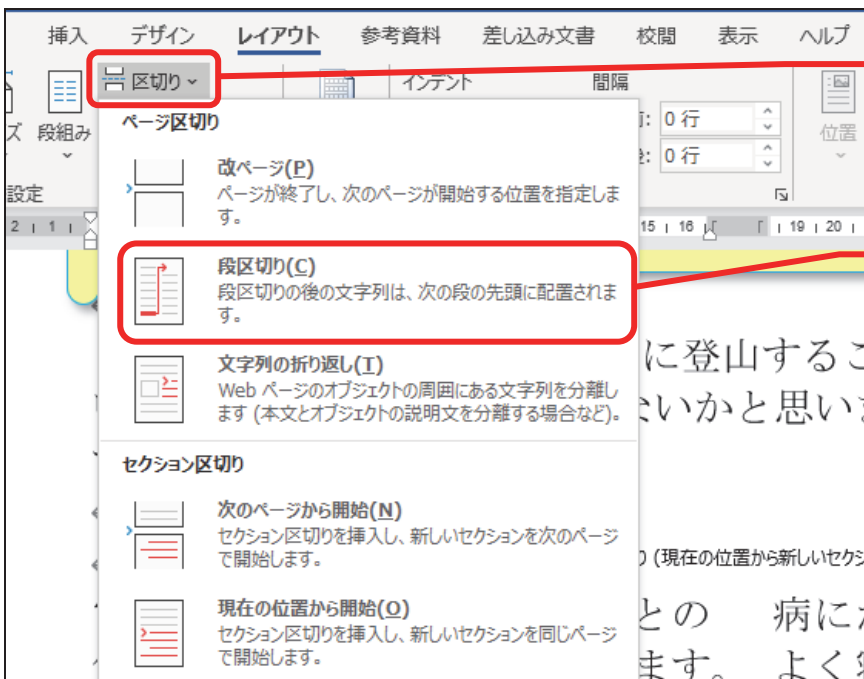 挿入 デザイン レイアウト 参考資料 差し込み文書 校閲 表示 ヘルプ
区切り インデント 間隔
ズ 段組み 0 行 位置
0 行
設定
2 1 1 15 16 19 20
ページ区切り
改ページ(P)
ページが終了し、次のページが開始する位置を指定しま
す。
段区切り(C)
段区切りの後の文字列は、次の段の先頭に配置されま
す。
文字列の折り返し(T)
Web ページのオブジェクトの周囲にある文字列を分離し
ます (本文とオブジェクトの説明文を分離する場合など)。
セクション区切り
次のページから開始(N)
セクション区切りを挿入し、新しいセクションを次のページ
で開始します。
現在の位置から開始(O)
セクション区切りを挿入し、新しいセクションを同じページ
で開始します。
に登山するこ
いかと思い
(現在の位置から新しいセクシ
との 病に
ます。 よく